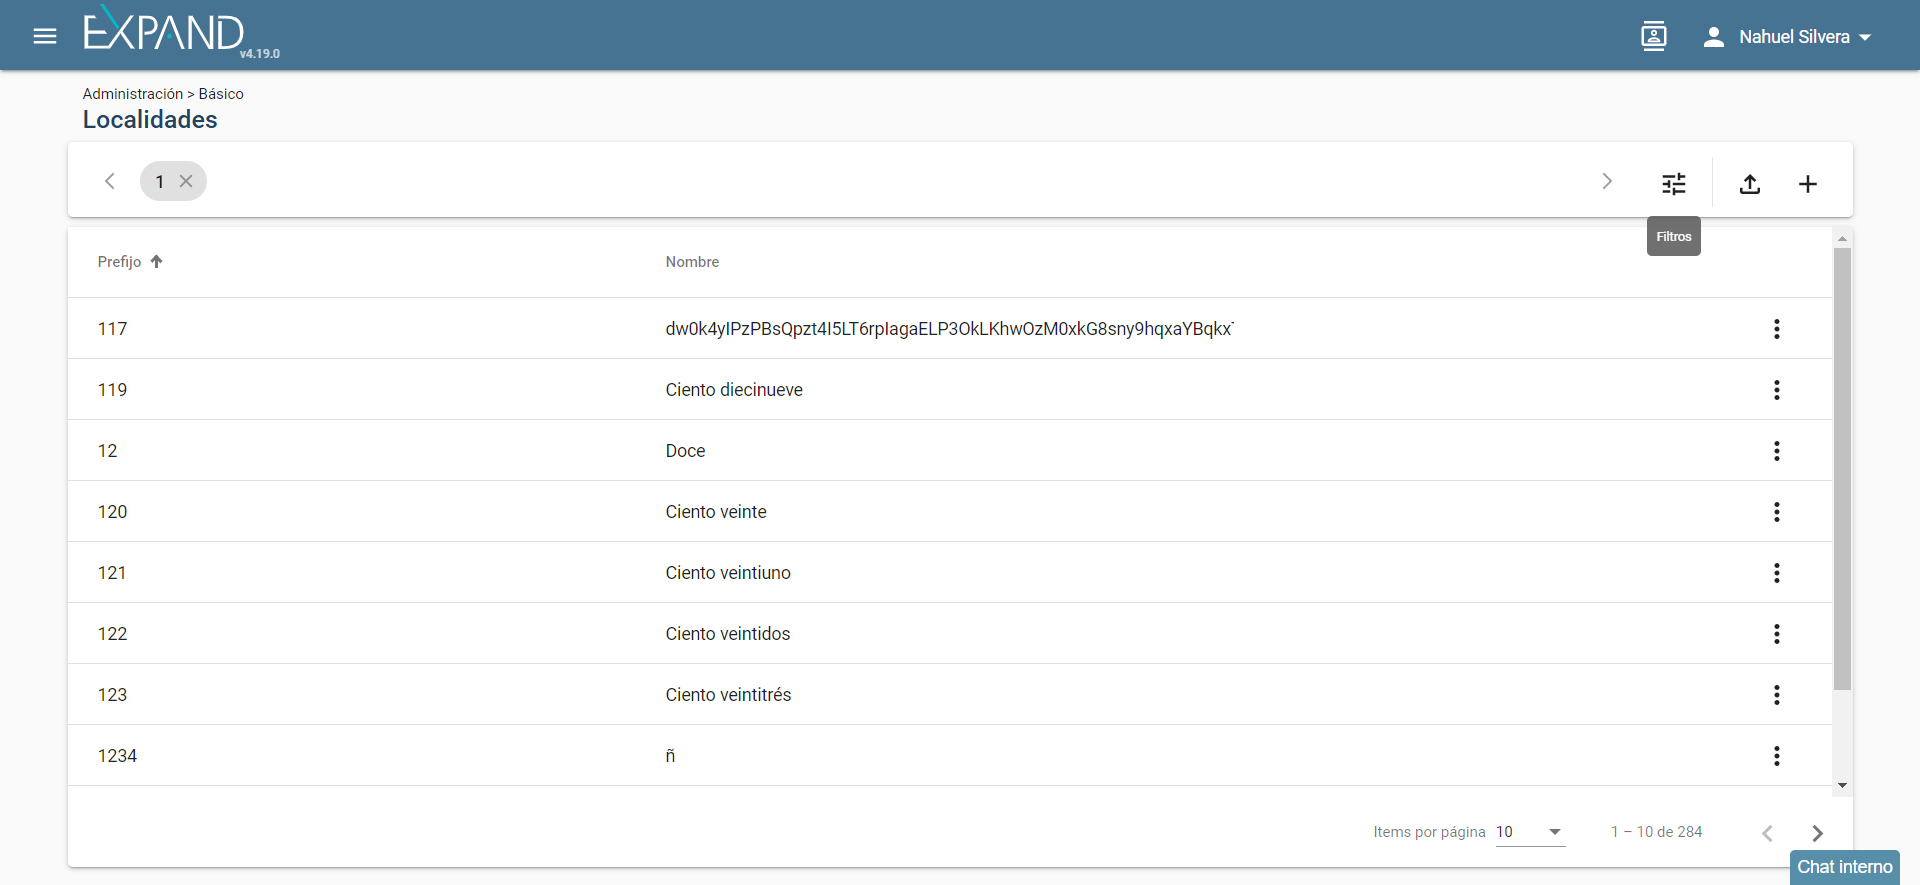 EXPAND
v4.19.0
Nahuel Silvera
Administración > Básico
Localidades
1
Filtros
Prefijo Nombre
117 dw0k4yIPzPBsQpzt4I5LT6rpIagaELP3OkLKhwOzM0xkG8sny9hqxaYBqkx
119 Ciento diecinueve
12 Doce
120 Ciento veinte
121 Ciento veintiuno
122 Ciento veintidos
123 Ciento veintitrés
1234 ñ
Items por página 10 1 – 10 de 284
Chat interno